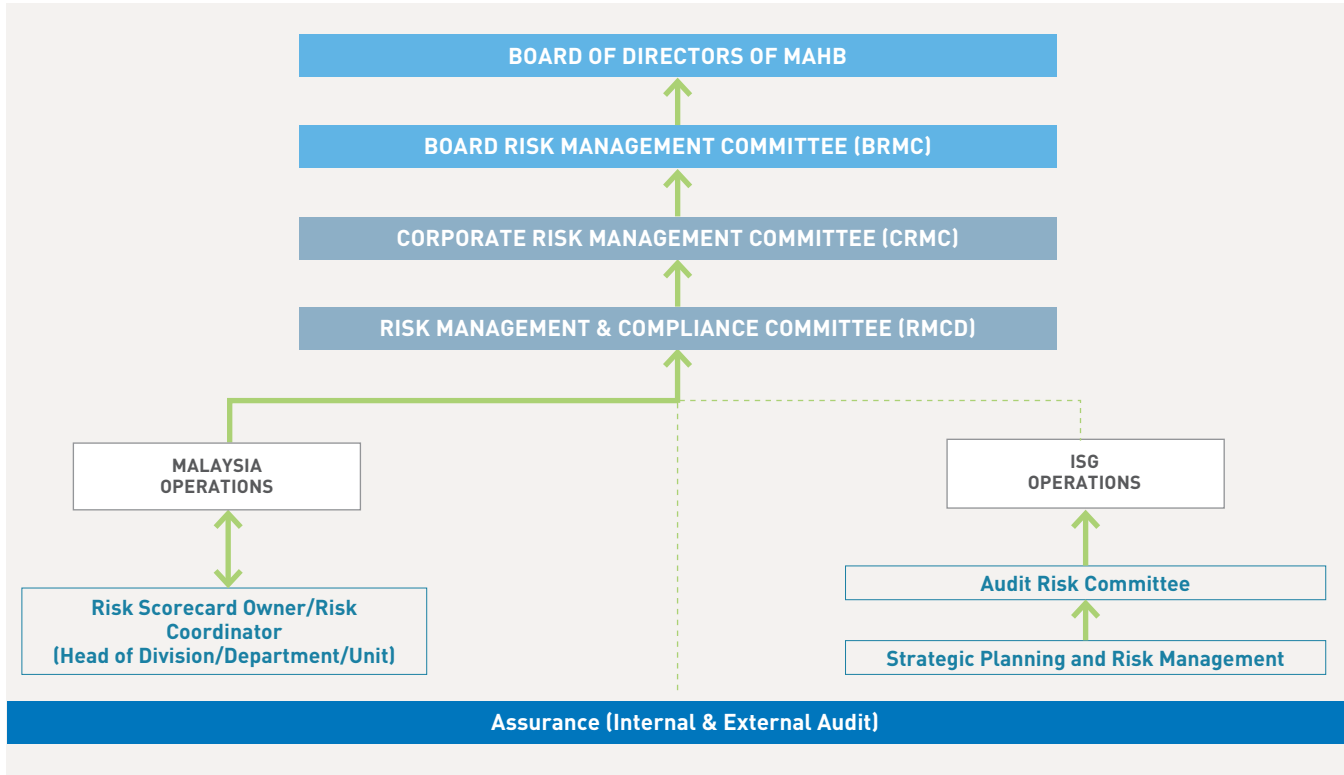 BOARD OF DIRECTORS OF MAHB
BOARD RISK MANAGEMENT COMMITTEE (BRMC)
CORPORATE RISK MANAGEMENT COMMITTEE (CRMC)
RISK MANAGEMENT & COMPLIANCE COMMITTEE (RMCD)
MALAYSIA
OPERATIONS
ISG
OPERATIONS
Risk Scorecard Owner/Risk
Coordinator
(Head of Division/Department/Unit)
Audit Risk Committee
Strategic Planning and Risk Management
Assurance (Internal & External Audit)